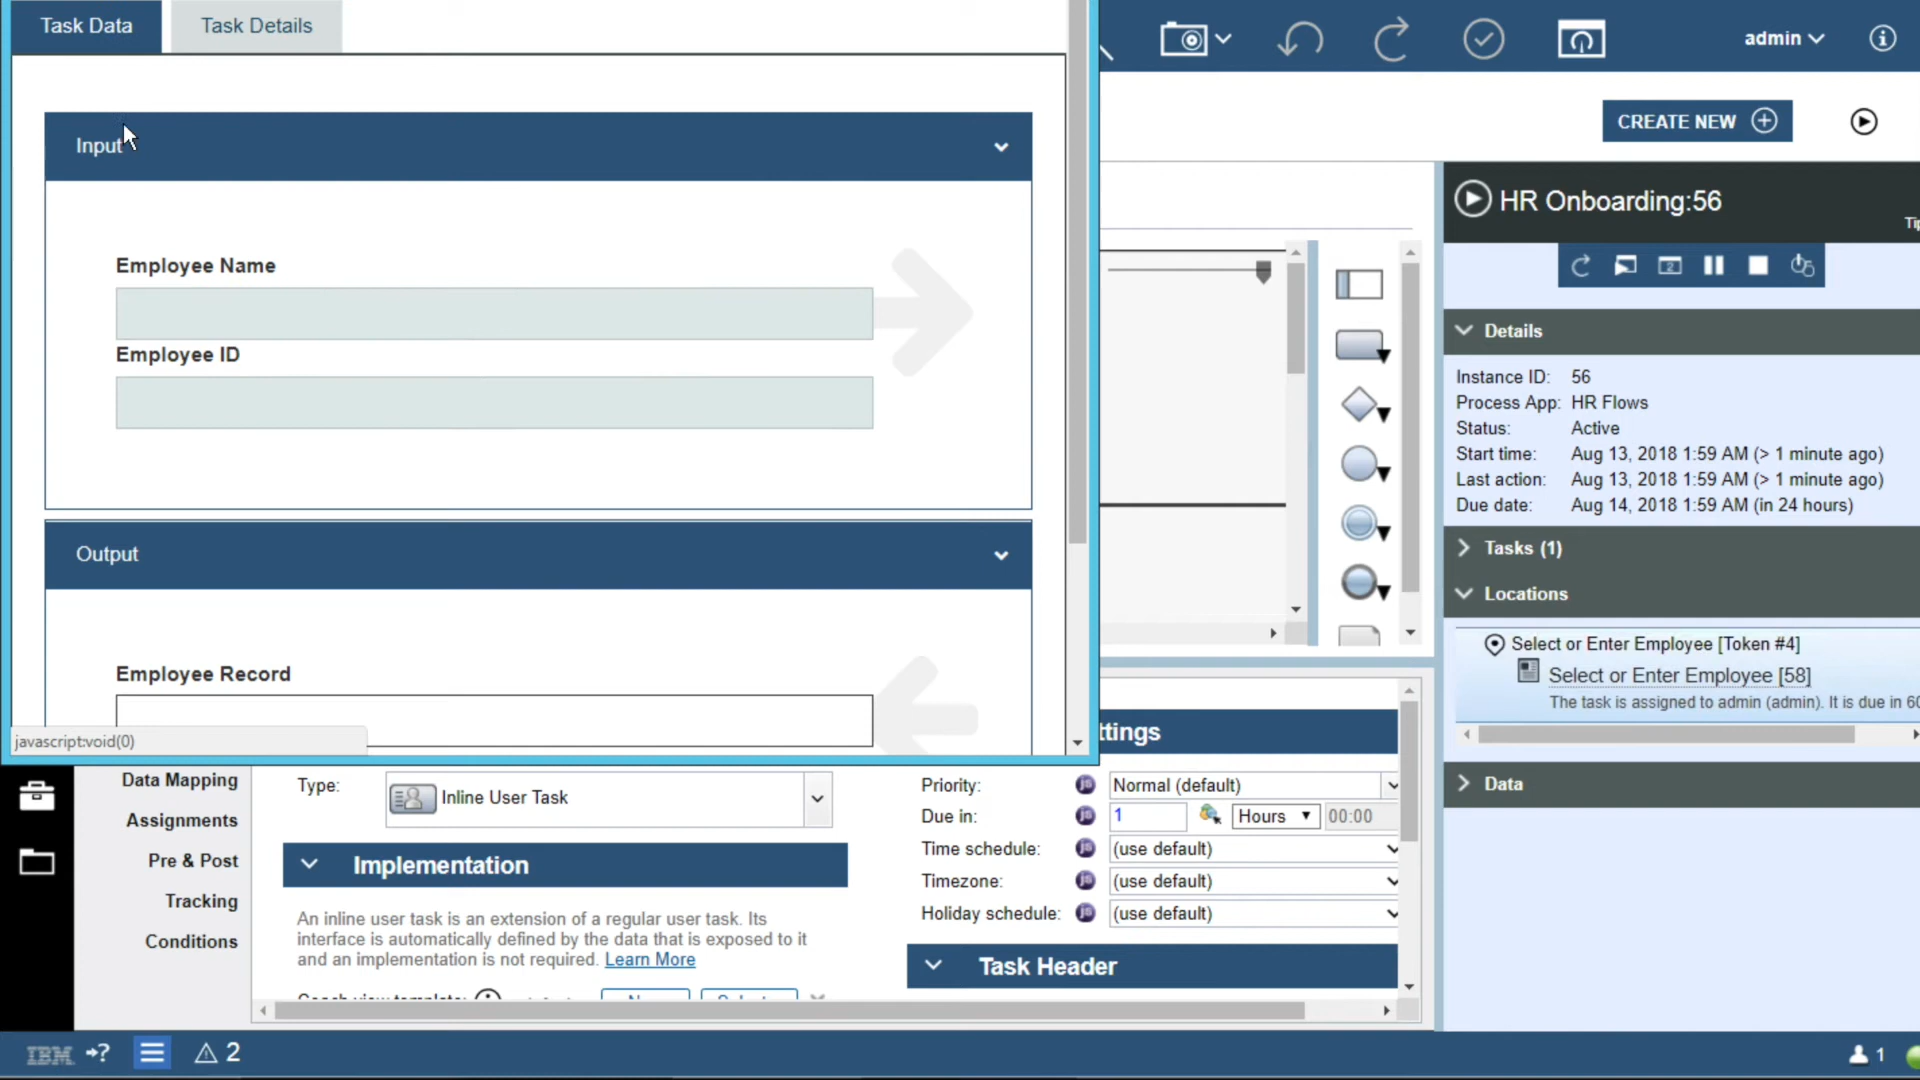 Task Data
Task Details
admin
Input
CREATE NEW
HR Onboarding:56
Employee Name
Employee ID
Details
Instance ID: 56
Process App: HR Flows
Status: Active
Start time: Aug 13, 2018 1:59 AM (> 1 minute ago)
Last action: Aug 13, 2018 1:59 AM (> 1 minute ago)
Due date: Aug 14, 2018 1:59 AM (in 24 hours)
Tasks (1)
Locations
Output
Select or Enter Employee [Token #4]
Select or Enter Employee [58]
The task is assigned to admin (admin). It is due in 60
Employee Record
javascript:void(0)
ttings
Data
Data Mapping
Assignments
Pre & Post
Tracking
Conditions
Type: Inline User Task
Implementation
An inline user task is an extension of a regular user task. Its
interface is automatically defined by the data that is exposed to it
and an implementation is not required. Learn More
Priority: Normal (default)
Due in: 1 Hours 00:00
Time schedule: (use default)
Timezone: (use default)
Holiday schedule: (use default)
Task Header
IBM ? 2
1